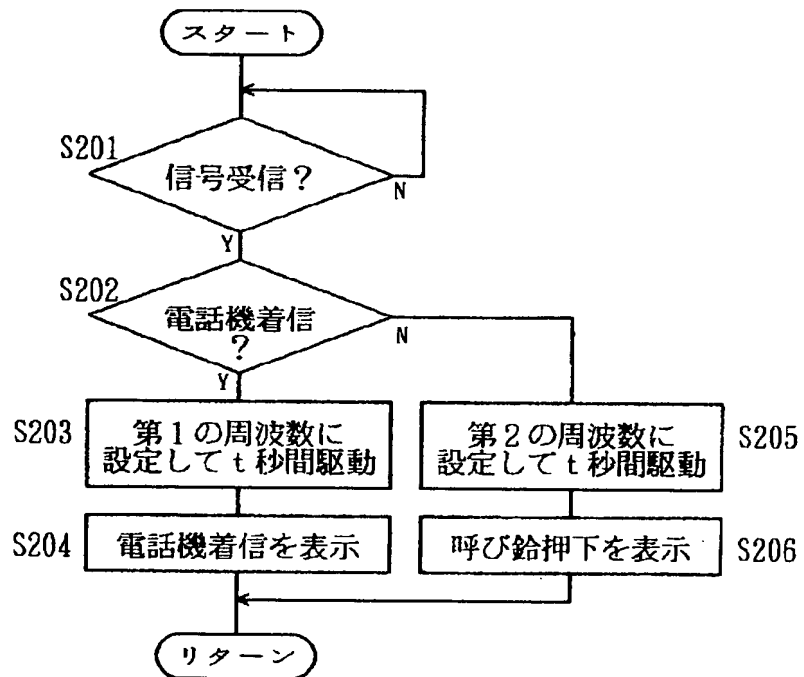 スタート
S201
信号受信？
N
Y
S202
電話機着信
？
N
Y
S203
第1の周波数に
設定してt秒間駆動
第2の周波数に
設定してt秒間駆動
S205
S204
電話機着信を表示
呼び鈴押下を表示
S206
リターン